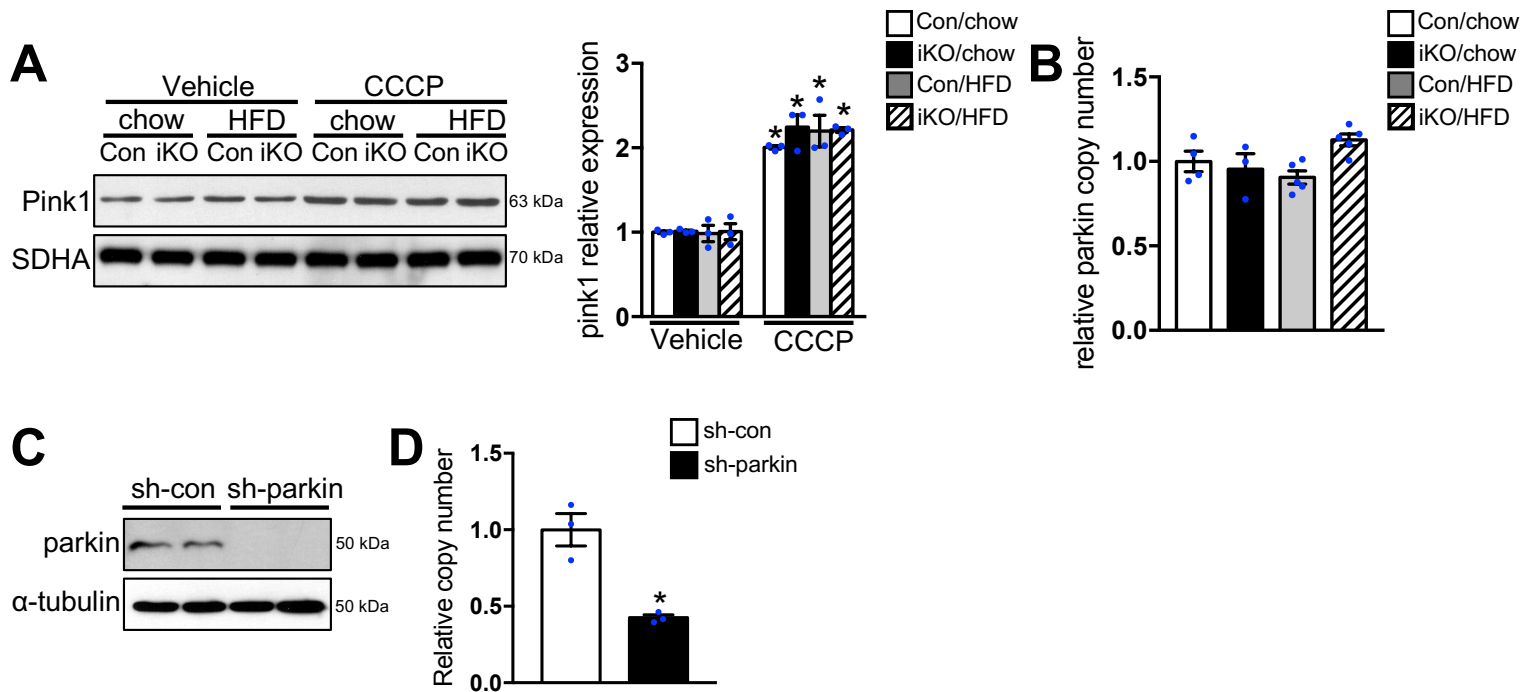 A
Vehicle CCCP
chow HFD chow HFD
Con iKO Con iKO Con iKO Con iKO
Pink1 63 kDa
SDHA 70 kDa
pink1 relative expression
3
2
1
0
* * * *
Vehicle CCCP
Con/chow
iKO/chow
Con/HFD
iKO/HFD
B
relative parkin copy number
1.5
1.0
0.5
0.0
Con/chow
iKO/chow
Con/HFD
iKO/HFD
C
sh-con sh-parkin
parkin 50 kDa
α-tubulin 50 kDa
D
Relative copy number
1.5
1.0
0.5
0.0
*
sh-con
sh-parkin